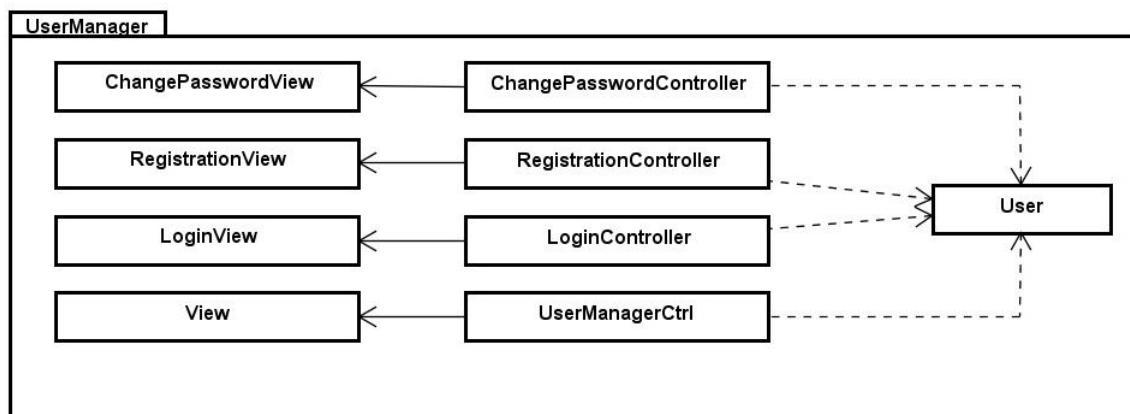 UserManager
ChangePasswordView
ChangePasswordController
RegistrationView
RegistrationController
User
LoginView
LoginController
View
UserManagerCtrl